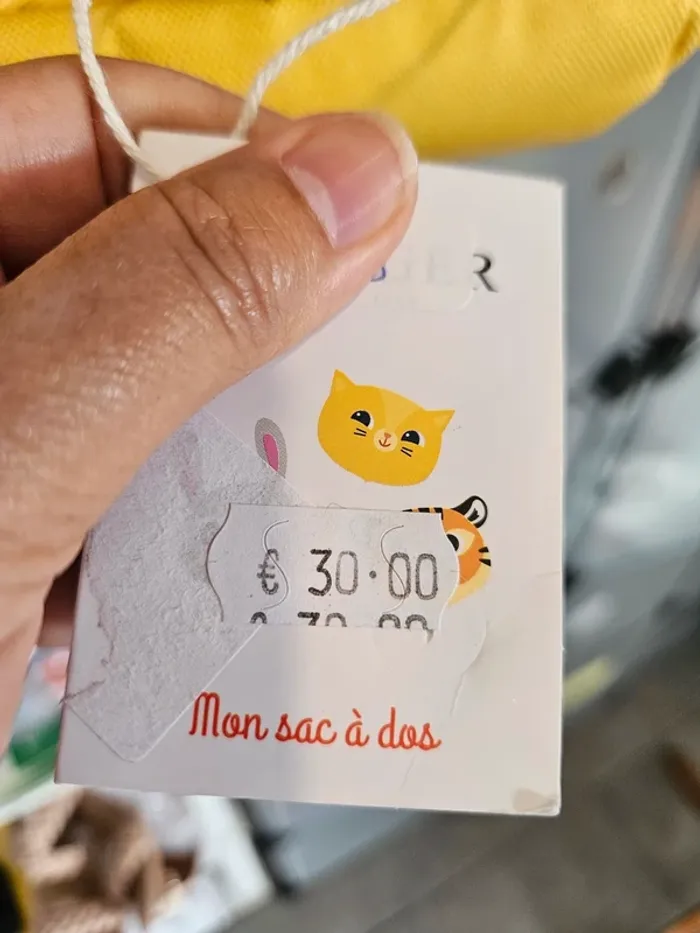 € 30.00
Mon sac à dos